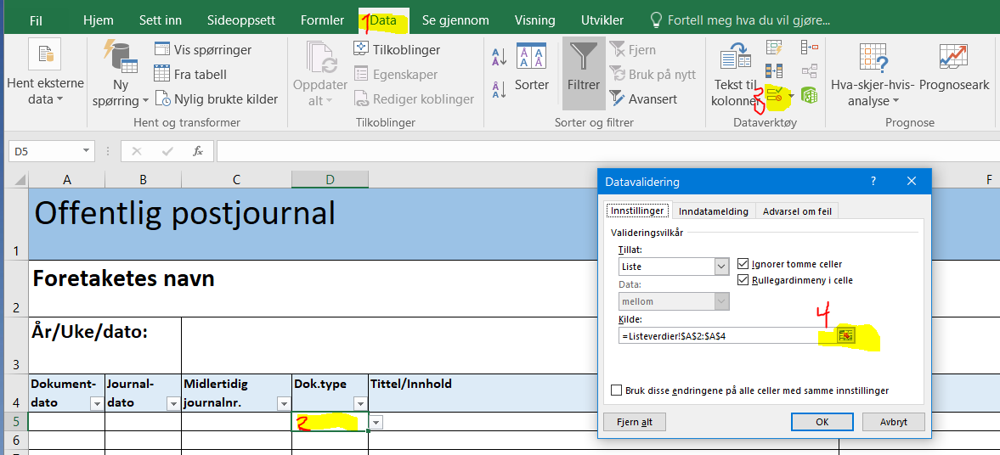 Fil Hjem Sett inn Sideoppsett Formler 1 Data Se gjennom Visning Utvikler Fortell meg hva du vil gjøre...
Hent eksterne data
Ny spørring
Vis spørringer
Fra tabell
Nylig brukte kilder
Hent og transformer
Oppdater alt
Tilkoblinger
Egenskaper
Rediger koblinger
Tilkoblinger
Sorter
Filtrer
Fjern
Bruk på nytt
Avansert
Sorter og filtrer
Tekst til kolonner
3
Dataverktøy
Hva-skjer-hvis-analyse
Prognoseark
Prognose
D5
fx
A B C D F
1 Offentlig postjournal
2 Foretaketes navn
3 År/Uke/dato:
4 Dokument-dato Journal-dato Midlertidig journalnr. Dok.type Tittel/Innhold
5 2
6
Datavalidering ?
Innstillinger Inndatamelding Advarsel om feil
Valideringsvilkår
Tillat:
Liste
Ignorer tomme celler
Rullegardinmeny i celle
Data:
mellom
Kilde:
4
=Listeverdier!$A$2:$A$4
Bruk disse endringene på alle celler med samme innstillinger
Fjern alt OK Avbryt